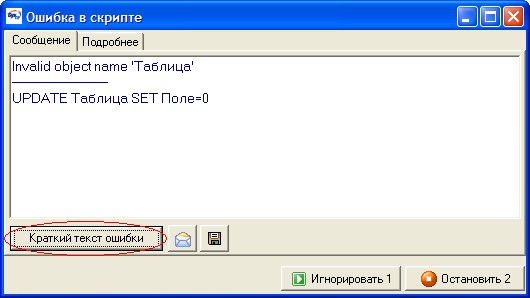 Ошибка в скрипте
Сообщение Подробнее
Invalid object name 'Таблица'
UPDATE Таблица SET Поле=0
Краткий текст ошибки
Игнорировать 1 Остановить 2